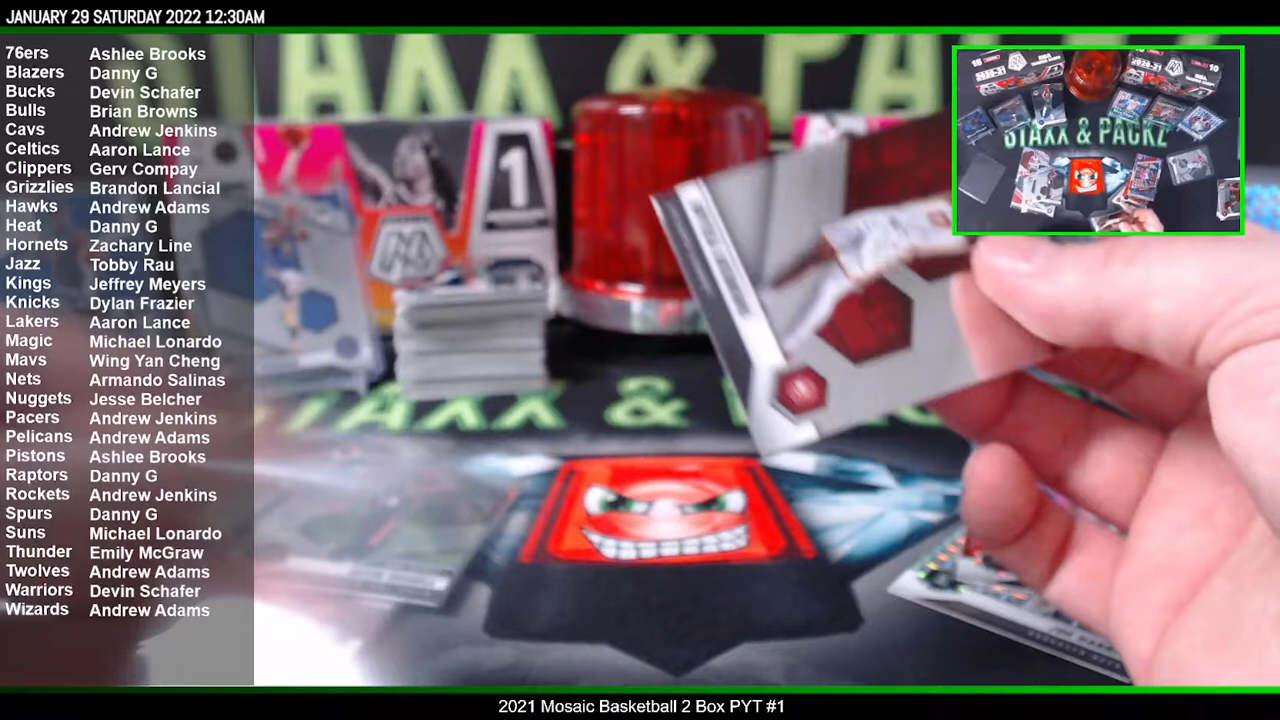 JANUARY 29 SATURDAY 2022 12:30AM
76ers Ashlee Brooks
Blazers Danny G
Bucks Devin Schafer
Bulls Brian Browns
Cavs Andrew Jenkins
Celtics Aaron Lance
Clippers Gerv Compay
Grizzlies Brandon Lancial
Hawks Andrew Adams
Heat Danny G
Hornets Zachary Line
Jazz Tobby Rau
Kings Jeffrey Meyers
Knicks Dylan Frazier
Lakers Aaron Lance
Magic Michael Lonardo
Mavs Wing Yan Cheng
Nets Armando Salinas
Nuggets Jesse Belcher
Pacers Andrew Jenkins
Pelicans Andrew Adams
Pistons Ashlee Brooks
Raptors Danny G
Rockets Andrew Jenkins
Spurs Danny G
Suns Michael Lonardo
Thunder Emily McGraw
Twolves Andrew Adams
Warriors Devin Schafer
Wizards Andrew Adams
STAXX & PA
1
STAXX & PACKZ
STAXX &
2021 Mosaic Basketball 2 Box PYT #1